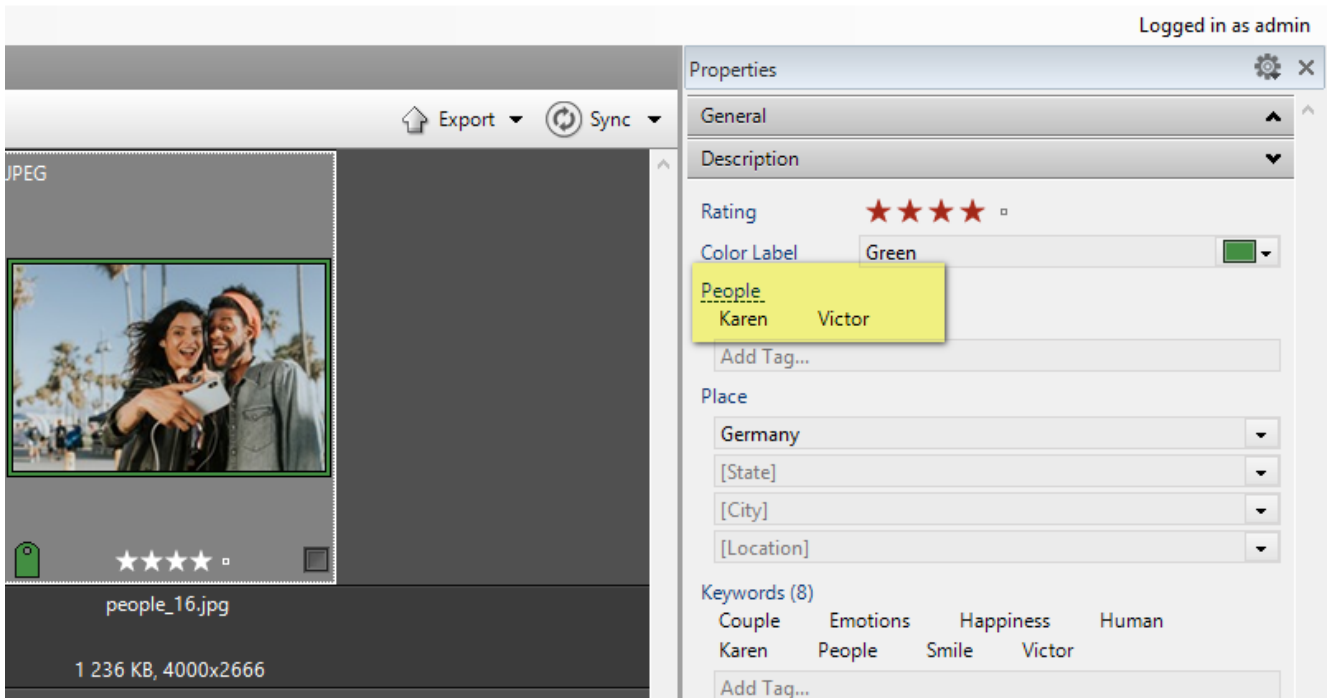 Logged in as admin
Properties
Export
Sync
General
Description
JPEG
Rating
Color Label Green
People
Karen Victor
Add Tag...
Place
Germany
[State]
[City]
[Location]
people_16.jpg
1 236 KB, 4000x2666
Keywords (8)
Couple Emotions Happiness Human
Karen People Smile Victor
Add Tag...